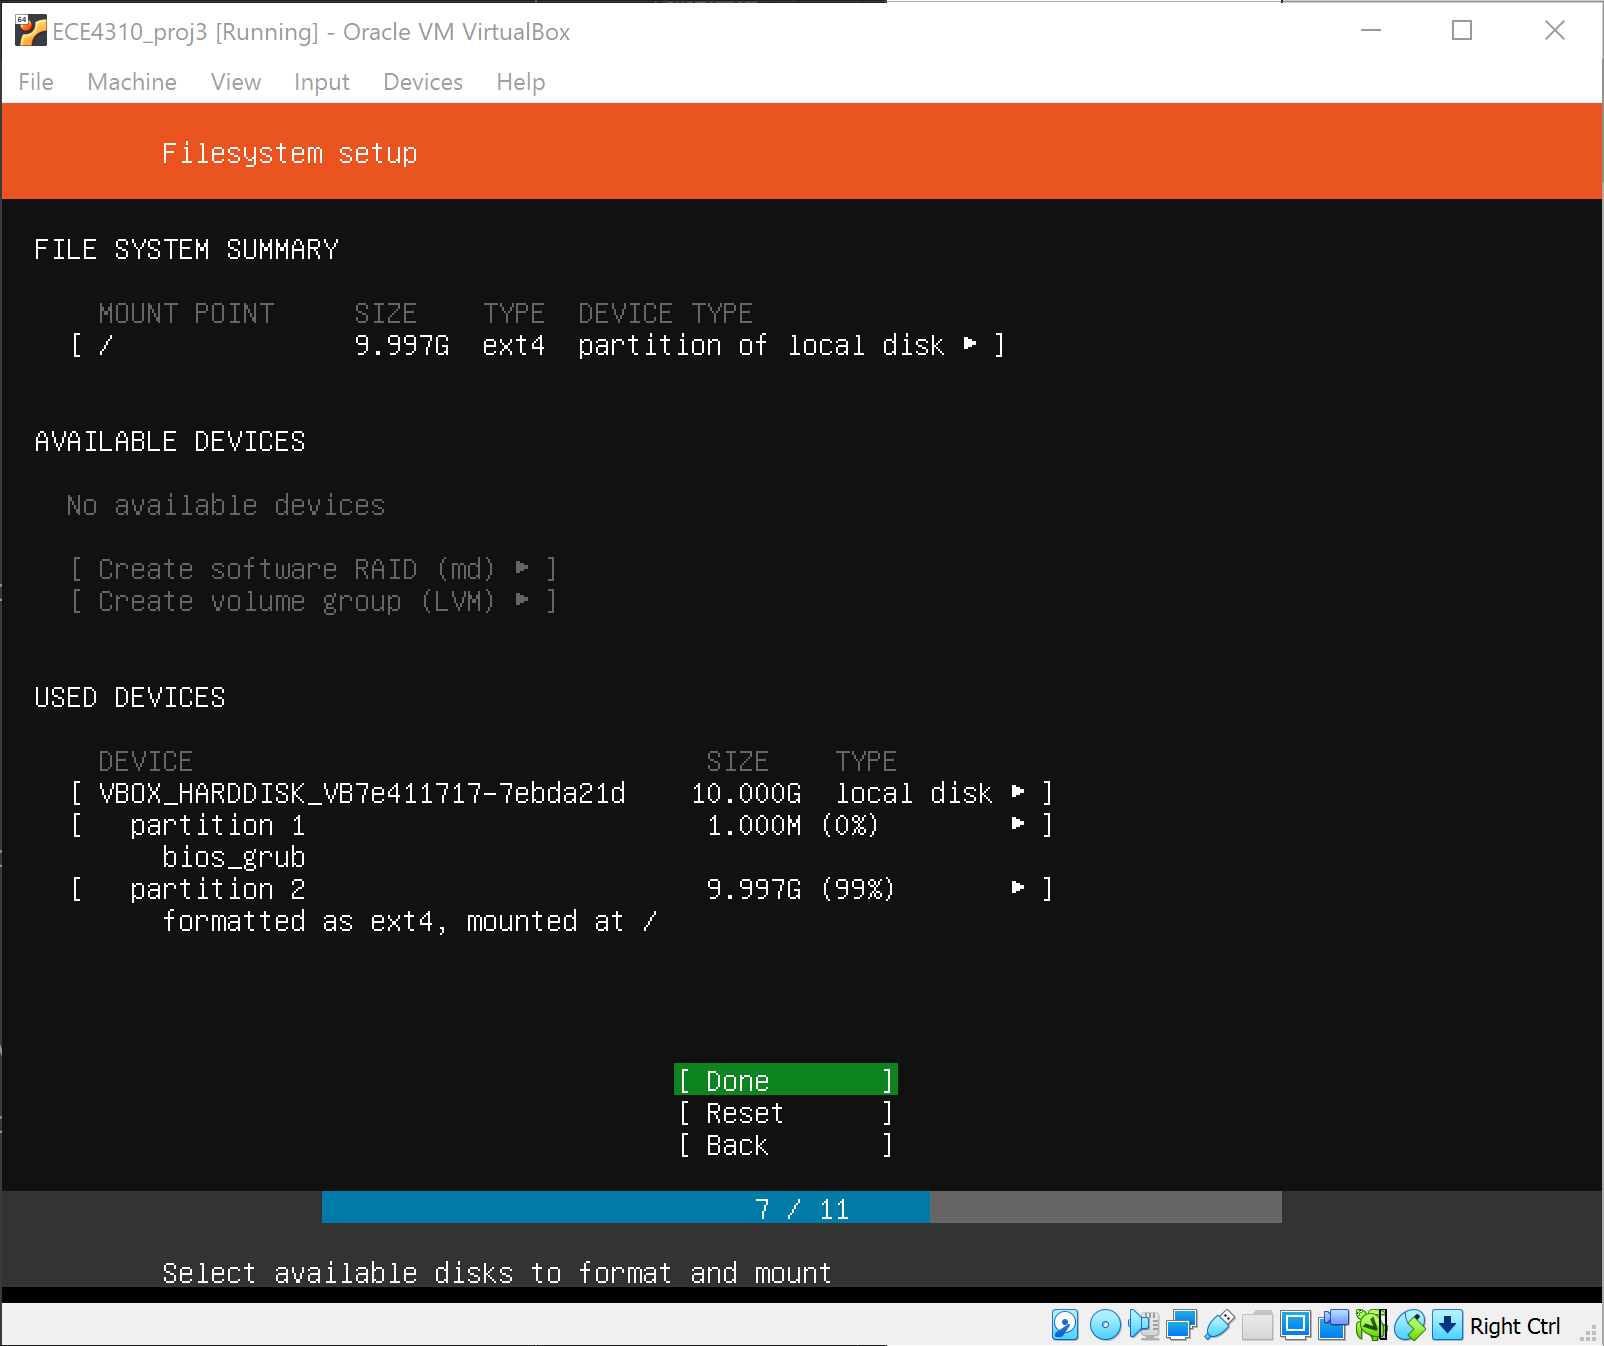 ECE4310_proj3 [Running] - Oracle VM VirtualBox
File Machine View Input Devices Help
Filesystem setup
FILE SYSTEM SUMMARY
MOUNT POINT SIZE TYPE DEVICE TYPE
[ / 9.997G ext4 partition of local disk ▸ ]
AVAILABLE DEVICES
No available devices
[ Create software RAID (md) ▸ ]
[ Create volume group (LVM) ▸ ]
USED DEVICES
DEVICE SIZE TYPE
[ VBOX_HARDDISK_VB7e411717-7ebda21d 10.000G local disk ▸ ]
[ partition 1 1.000M (0%) ▸ ]
bios_grub
[ partition 2 9.997G (99%) ▸ ]
formatted as ext4, mounted at /
[ Done ]
[ Reset ]
[ Back ]
7 / 11
Select available disks to format and mount
Right Ctrl